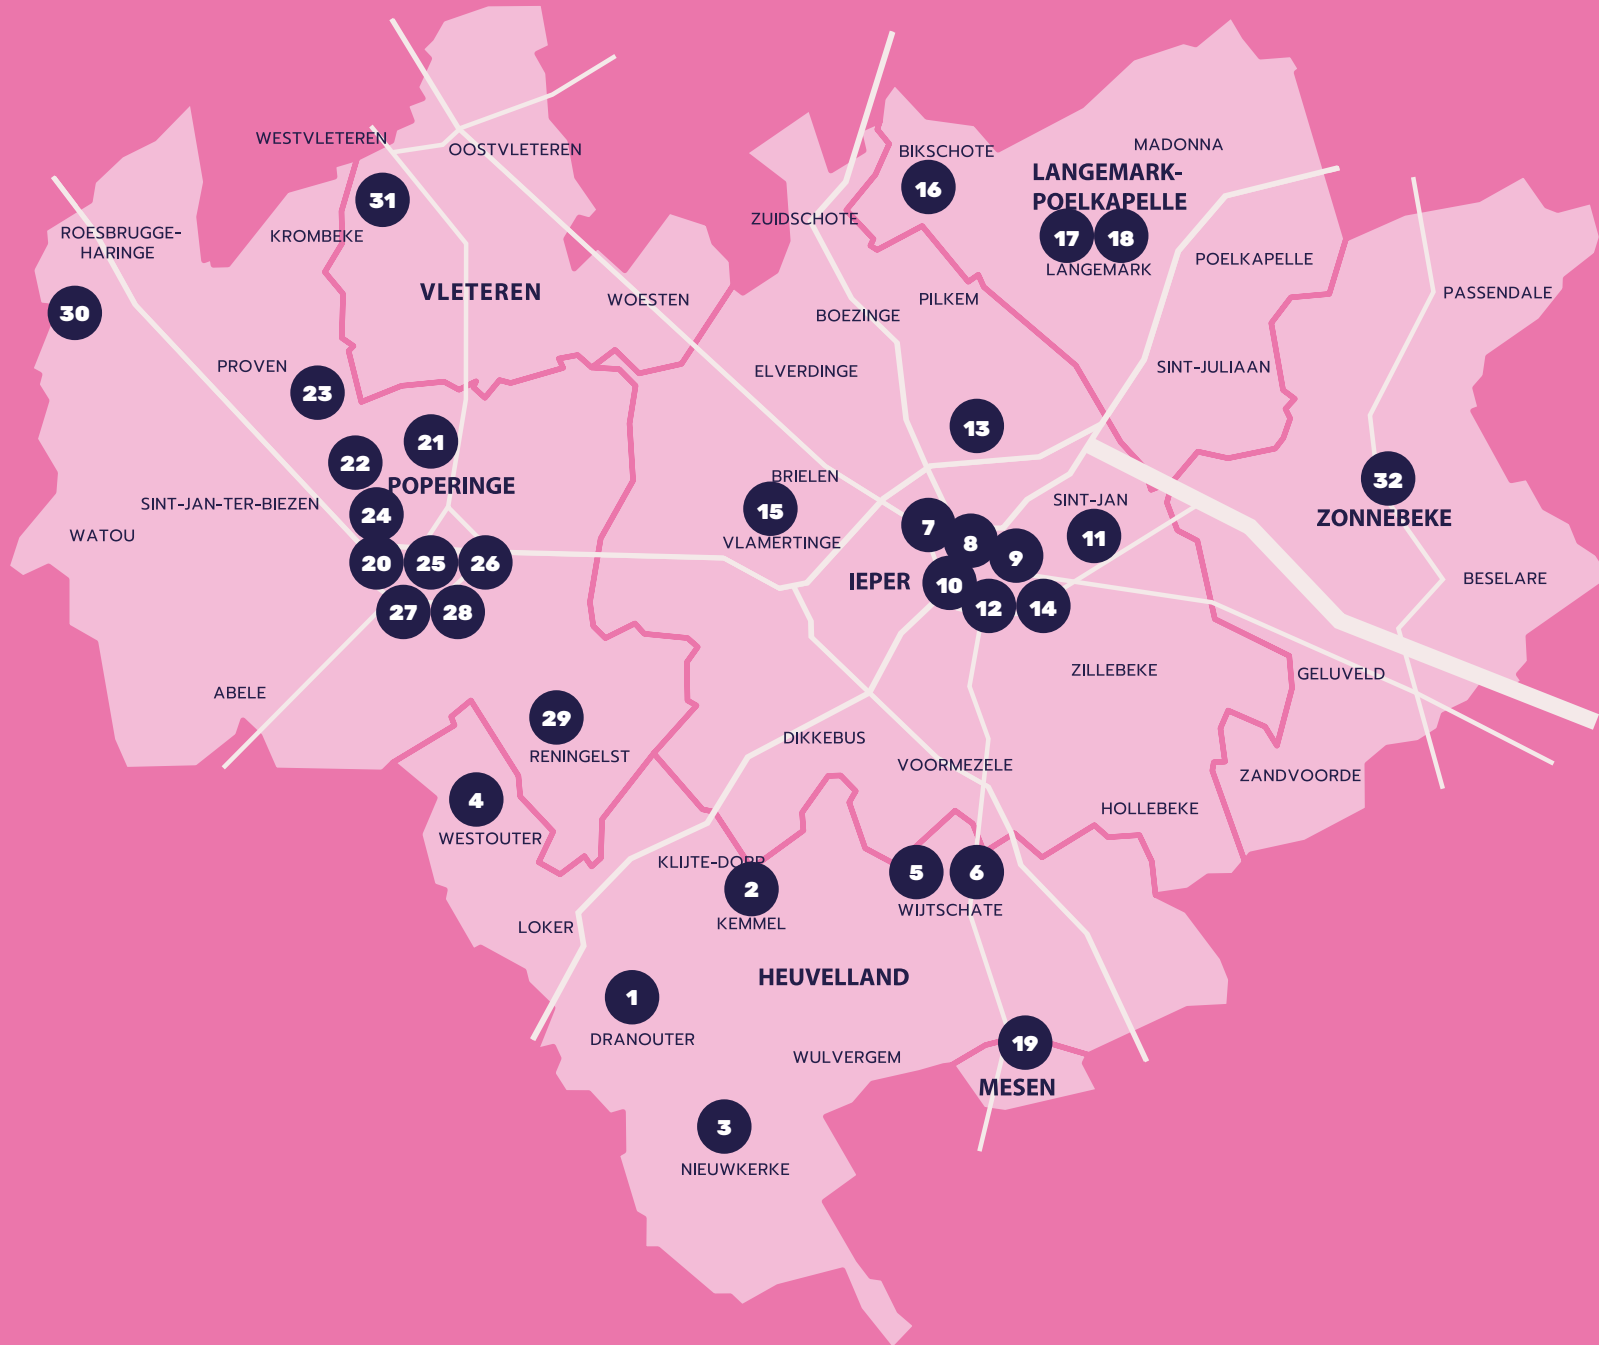 WESTVLETEREN
OOSTVLETEREN
MADONNA
BIKSCHOTE
LANGEMARK-
POELKAPELLE
16
31
ZUIDSCHOTE
ROESBRUGGE-
HARINGE
KROMBEKE
17
18
LANGEMARK
POELKAPELLE
VLETEREN
WOESTEN
PILKEM
PASSENDALE
30
BOEZINGE
PROVEN
ELVERDINGE
SINT-JULIAAN
23
13
21
22
BRIELEN
32
POPERINGE
SINT-JAN-TER-BIEZEN
SINT-JAN
24
15
ZONNEBEKE
7
WATOU
VLAMERTINGE
8
11
9
20
25
26
IEPER
10
BESELARE
27
28
12
14
ZILLEBEKE
GELUVELD
ABELE
29
DIKKEBUS
RENINGELST
VOORMEZELE
ZANDVOORDE
4
HOLLEBEKE
WESTOUTER
KLIJTE-DORP
5
6
2
WIJTSCHATE
KEMMEL
LOKER
HEUVELLAND
1
DRANOUTER
19
WULVERGEM
MESEN
3
NIEUWKERKE